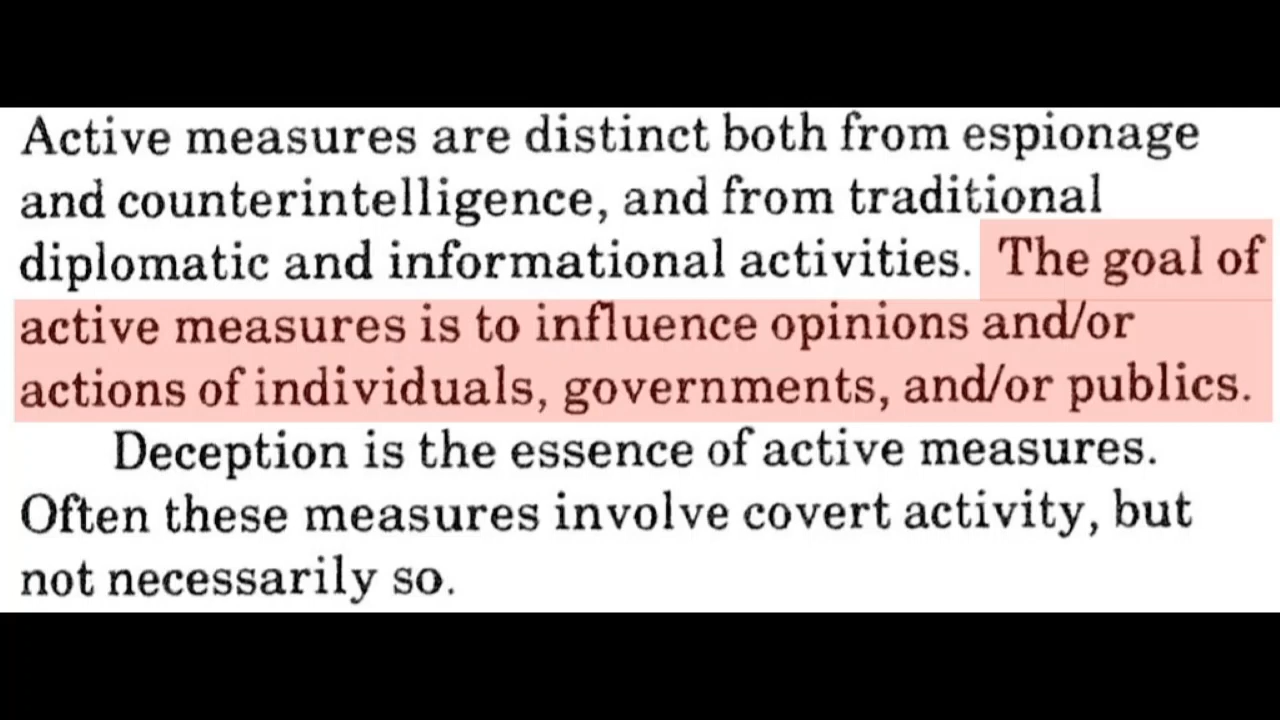 Active measures are distinct both from espionage
and counterintelligence, and from traditional
diplomatic and informational activities. The goal of
active measures is to influence opinions and/or
actions of individuals, governments, and/or publics.
Deception is the essence of active measures.
Often these measures involve covert activity, but
not necessarily so.